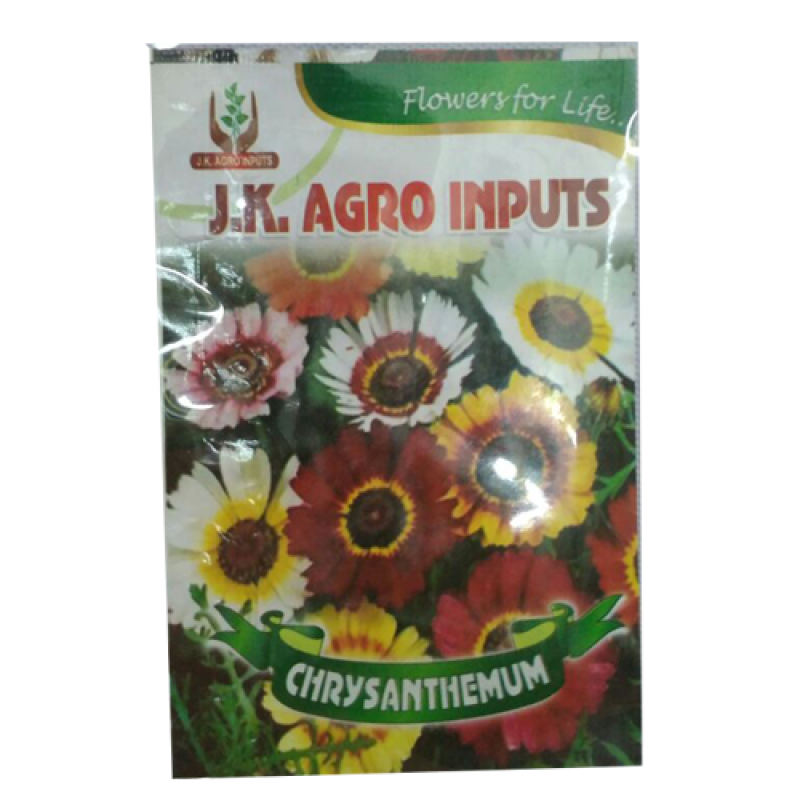 Flowers for Life..
J.K. AGRO INPUTS
J.K. AGRO INPUTS
CHRYSANTHEMUM